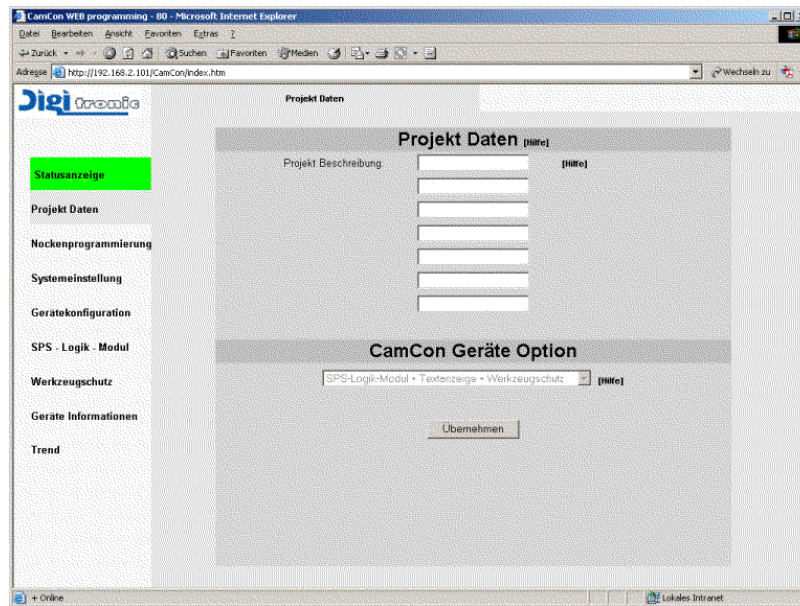 CamCon WEB programming - 80 - Microsoft Internet Explorer
Datei Bearbeiten Ansicht Favoriten Extras ?
Zurück Suchen Favoriten Medien
Adresse http://192.168.2.101/CamCon/index.htm Wechseln zu
Digitronic
Projekt Daten
Projekt Daten [Hilfe]
Projekt Beschreibung: [Hilfe]
Statusanzeige
Projekt Daten
Nockenprogrammierung
Systemeinstellung
Gerätekonfiguration
SPS - Logik - Modul
Werkzeugschutz
Geräte Informationen
Trend
CamCon Geräte Option
SPS-Logik-Modul + Textanzeige + Werkzeugschutz [Hilfe]
Übernehmen
+ Online
Lokales Intranet